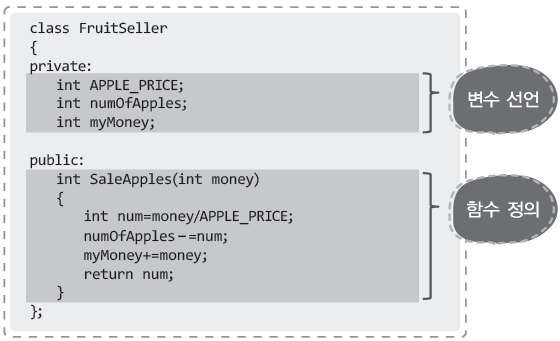 class FruitSeller
{
private:
int APPLE_PRICE;
int numOfApples;
int myMoney;
변수 선언
public:
int SaleApples(int money)
{
int num=money/APPLE_PRICE;
numOfApples-=num;
myMoney+=money;
return num;
}
함수 정의
};